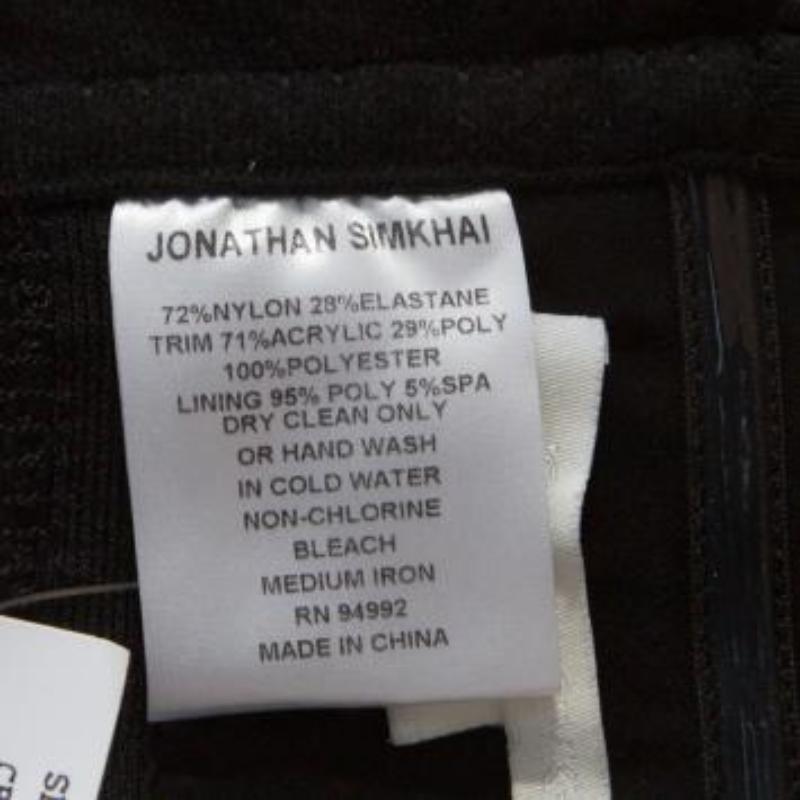 JONATHAN SIMKHAI
72%NYLON 28%ELASTANE
TRIM 71%ACRYLIC 29%POLY
100%POLYESTER
LINING 95% POLY 5%SPA
DRY CLEAN ONLY
OR HAND WASH
IN COLD WATER
NON-CHLORINE
BLEACH
MEDIUM IRON
RN 94992
MADE IN CHINA